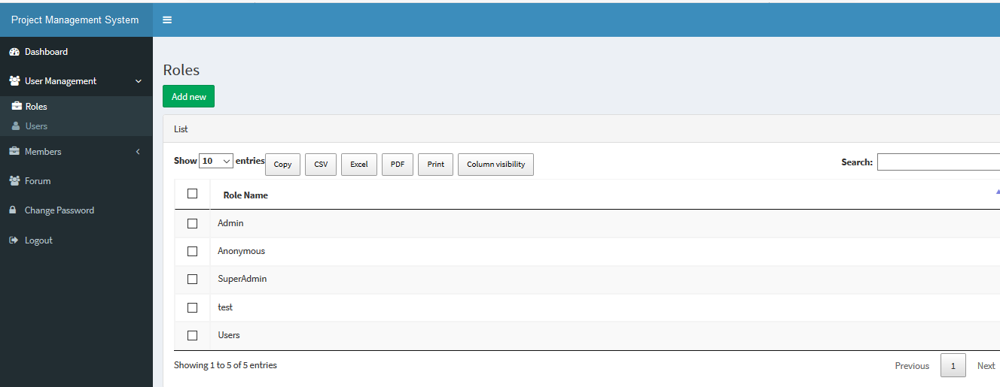 Project Management System
Dashboard
User Management
Roles
Users
Members
Forum
Change Password
Logout
Roles
Add new
List
Show 10 entries Copy CSV Excel PDF Print Column visibility Search:
Role Name
Admin
Anonymous
SuperAdmin
test
Users
Showing 1 to 5 of 5 entries Previous 1 Next